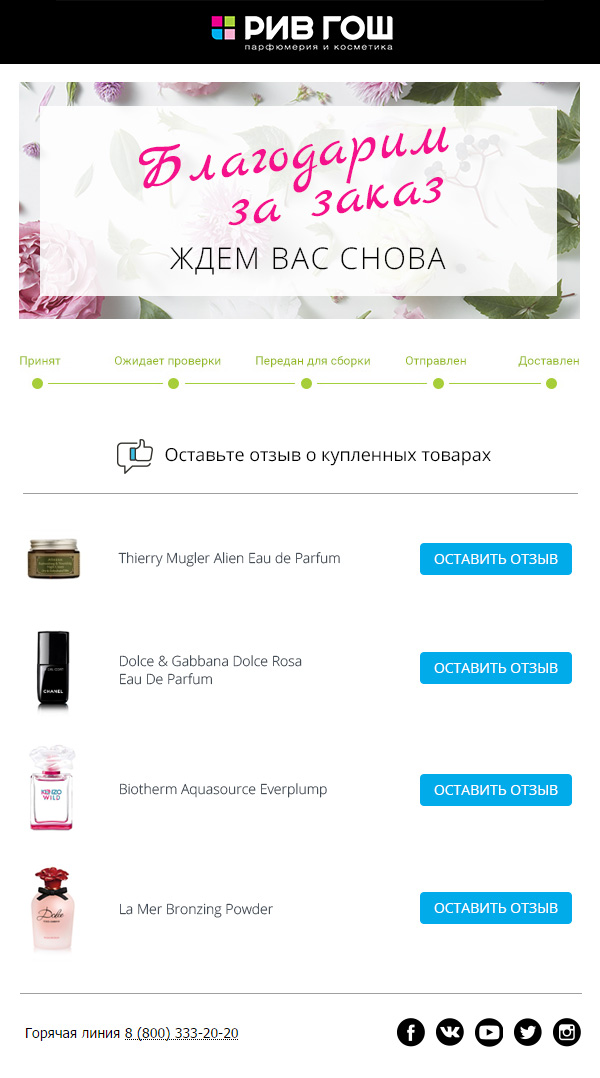 РИВ ГОШ
парфюмерия и косметика
Благодарим
за заказ
ЖДЕМ ВАС СНОВА
Принят Ожидает проверки Передан для сборки Отправлен Доставлен
Оставьте отзыв о купленных товарах
Thierry Mugler Alien Eau de Parfum
ОСТАВИТЬ ОТЗЫВ
CHANEL
Dolce & Gabbana Dolce Rosa
Eau De Parfum
ОСТАВИТЬ ОТЗЫВ
KENZO
WILD
Biotherm Aquasource Everplump
ОСТАВИТЬ ОТЗЫВ
Dolce
La Mer Bronzing Powder
ОСТАВИТЬ ОТЗЫВ
Горячая линия 8 (800) 333-20-20